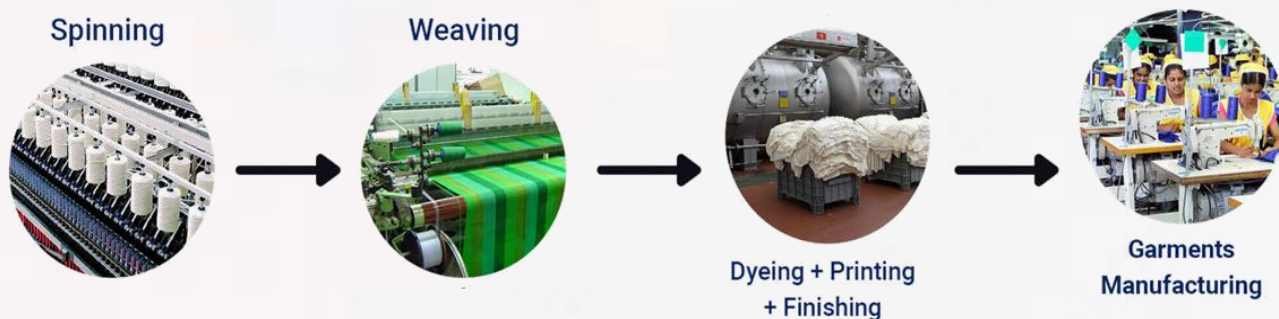 Spinning
Weaving
Dyeing + Printing
+ Finishing
Garments
Manufacturing